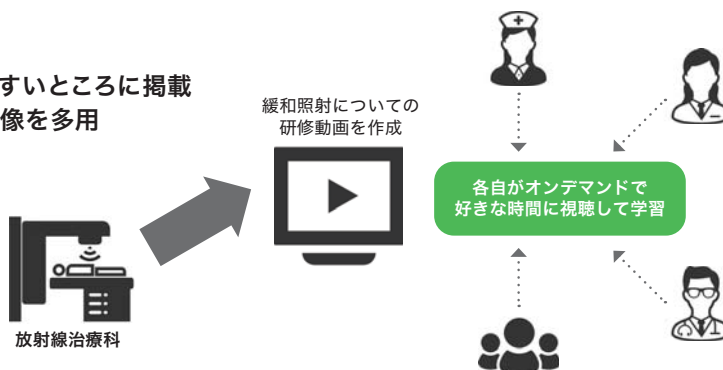 すいところに掲載
像を多用
緩和照射についての
研修動画を作成
各自がオンデマンドで
好きな時間に視聴して学習
放射線治療科